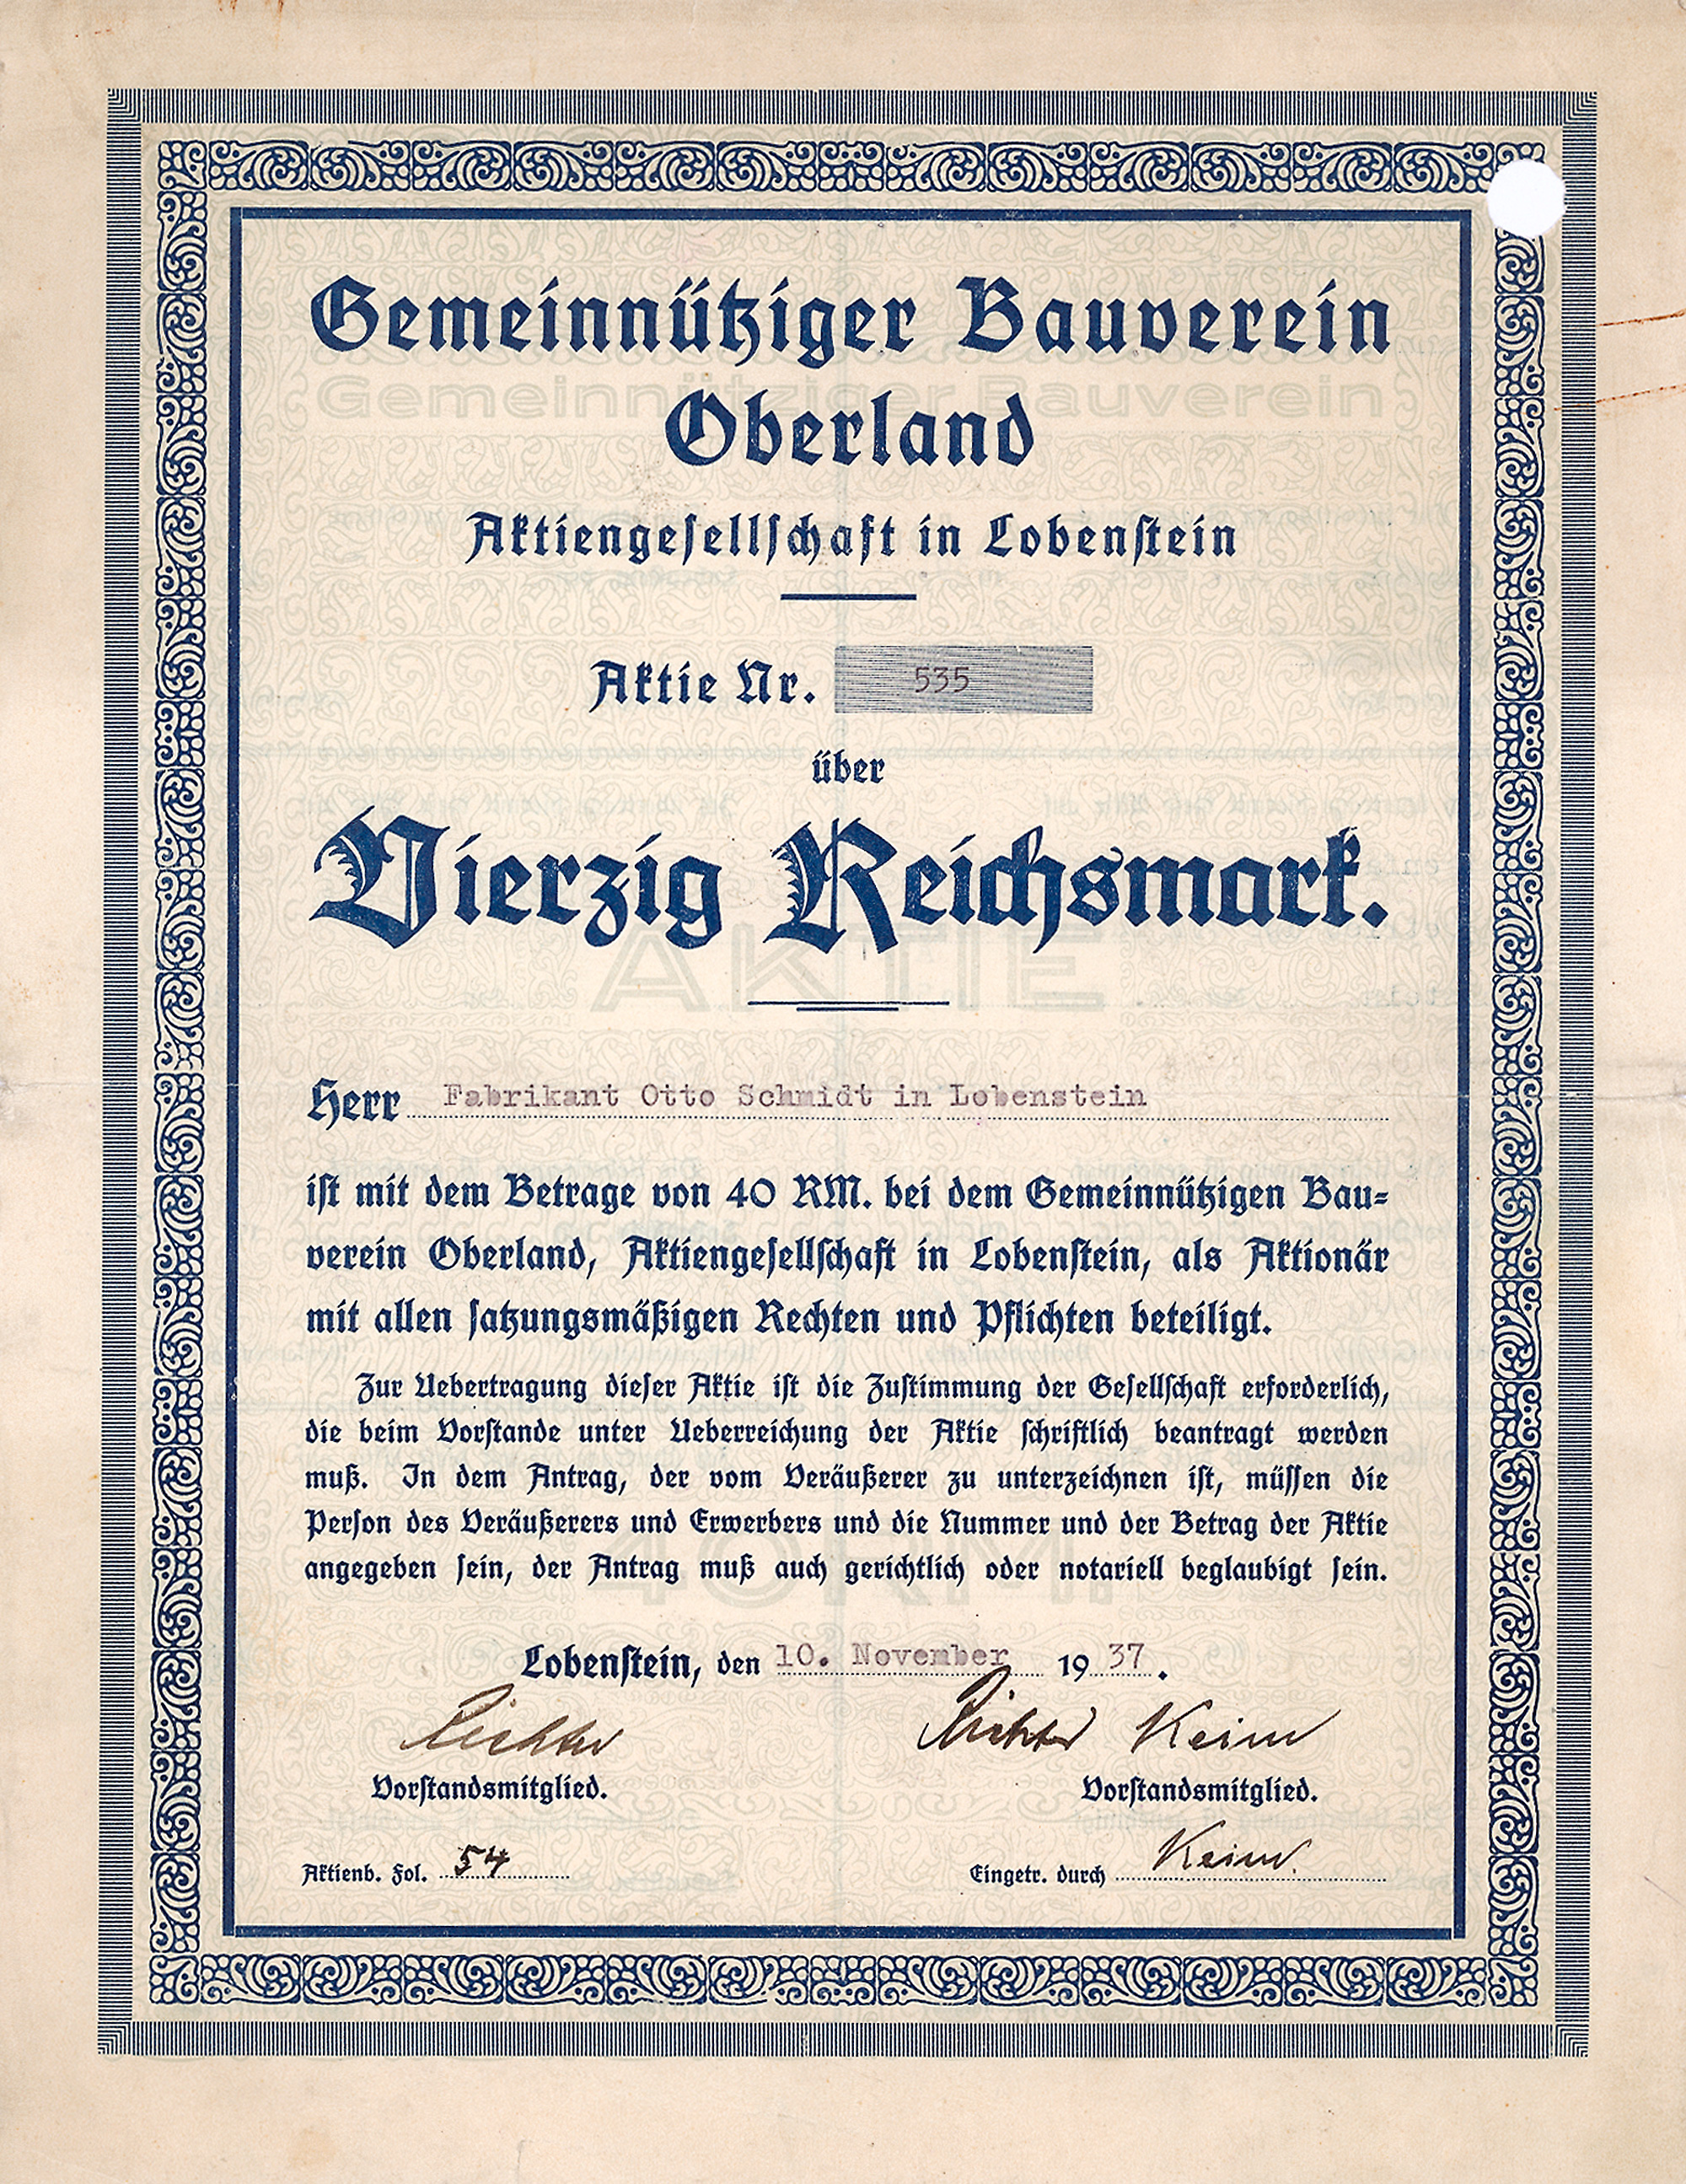 Gemeinnütziger Bauverein
Gemeinnütziger Bauverein
Oberland
Aktiengesellschaft in Lobenstein
Aktie Nr. 535
über
Vierzig Reichsmark.
AKTIE
Herr Fabrikant Otto Schmidt in Lobenstein
ist mit dem Betrage von 40 RM. bei dem Gemeinnützigen Bau-
verein Oberland, Aktiengesellschaft in Lobenstein, als Aktionär
mit allen satzungsmäßigen Rechten und Pflichten beteiligt.
Zur Uebertragung dieser Aktie ist die Zustimmung der Gesellschaft erforderlich,
die beim Vorstande unter Ueberreichung der Aktie schriftlich beantragt werden
muß. In dem Antrag, der vom Veräußerer zu unterzeichnen ist, müssen die
Person des Veräußerers und Erwerbers und die Nummer und der Betrag der Aktie
angegeben sein, der Antrag muß auch gerichtlich oder notariell beglaubigt sein.
40 RM.
Lobenstein, den 10. November 1937.
Richter Richter Keim
Vorstandsmitglied. Vorstandsmitglied.
Aktienb. Fol. 54 Eingetr. durch Keim.